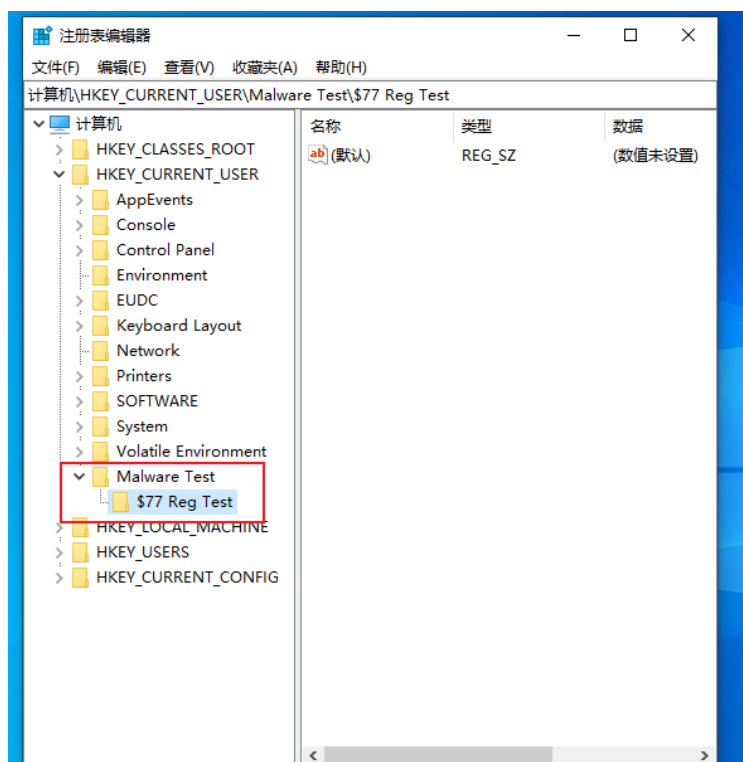 注册表编辑器
文件(F) 编辑(E) 查看(V) 收藏夹(A) 帮助(H)
计算机\HKEY_CURRENT_USER\Malware Test\$77 Reg Test
计算机
HKEY_CLASSES_ROOT
HKEY_CURRENT_USER
AppEvents
Console
Control Panel
Environment
EUDC
Keyboard Layout
Network
Printers
SOFTWARE
System
Volatile Environment
Malware Test
$77 Reg Test
HKEY_LOCAL_MACHINE
HKEY_USERS
HKEY_CURRENT_CONFIG
名称 类型 数据
ab (默认) REG_SZ (数值未设置)